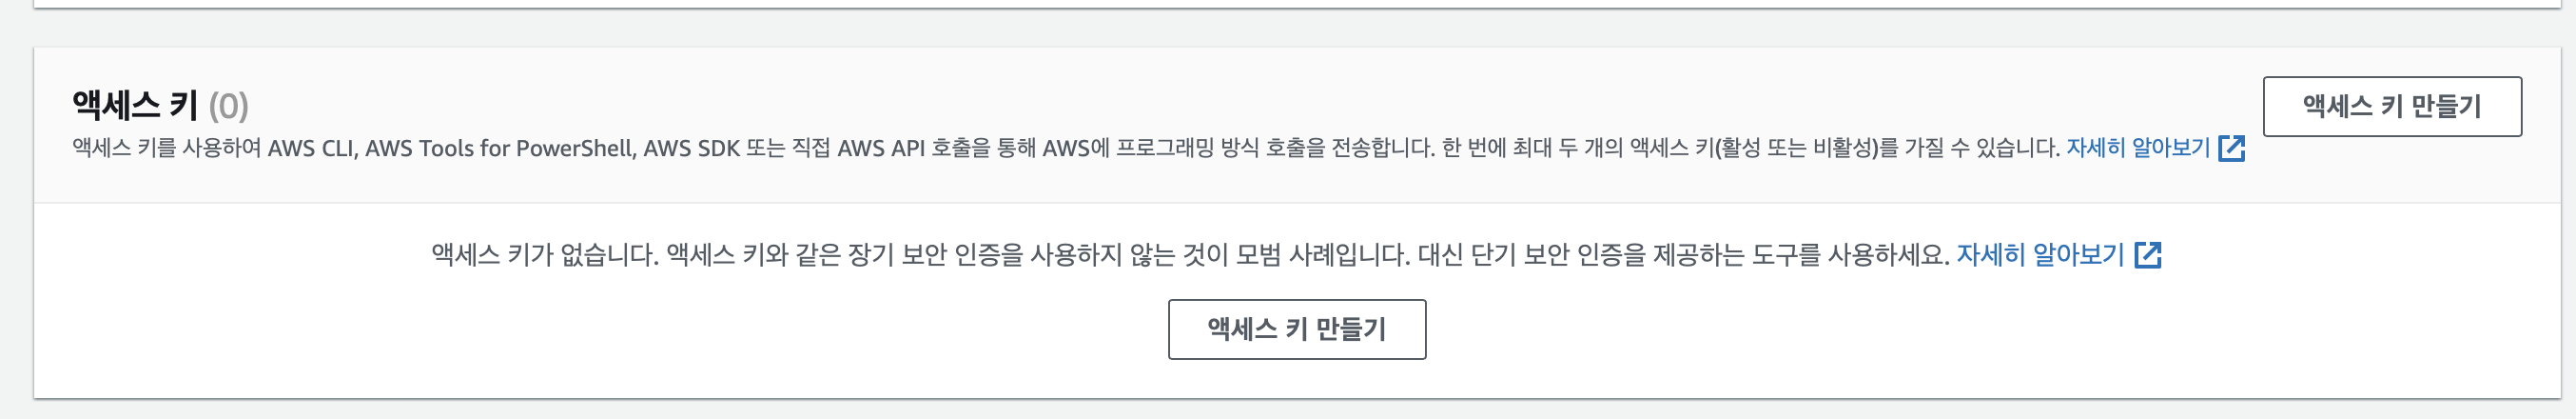 액세스 키 (0)
액세스 키 만들기
액세스 키를 사용하여 AWS CLI, AWS Tools for PowerShell, AWS SDK 또는 직접 AWS API 호출을 통해 AWS에 프로그래밍 방식 호출을 전송합니다. 한 번에 최대 두 개의 액세스 키(활성 또는 비활성)를 가질 수 있습니다. 자세히 알아보기
액세스 키가 없습니다. 액세스 키와 같은 장기 보안 인증을 사용하지 않는 것이 모범 사례입니다. 대신 단기 보안 인증을 제공하는 도구를 사용하세요. 자세히 알아보기
액세스 키 만들기